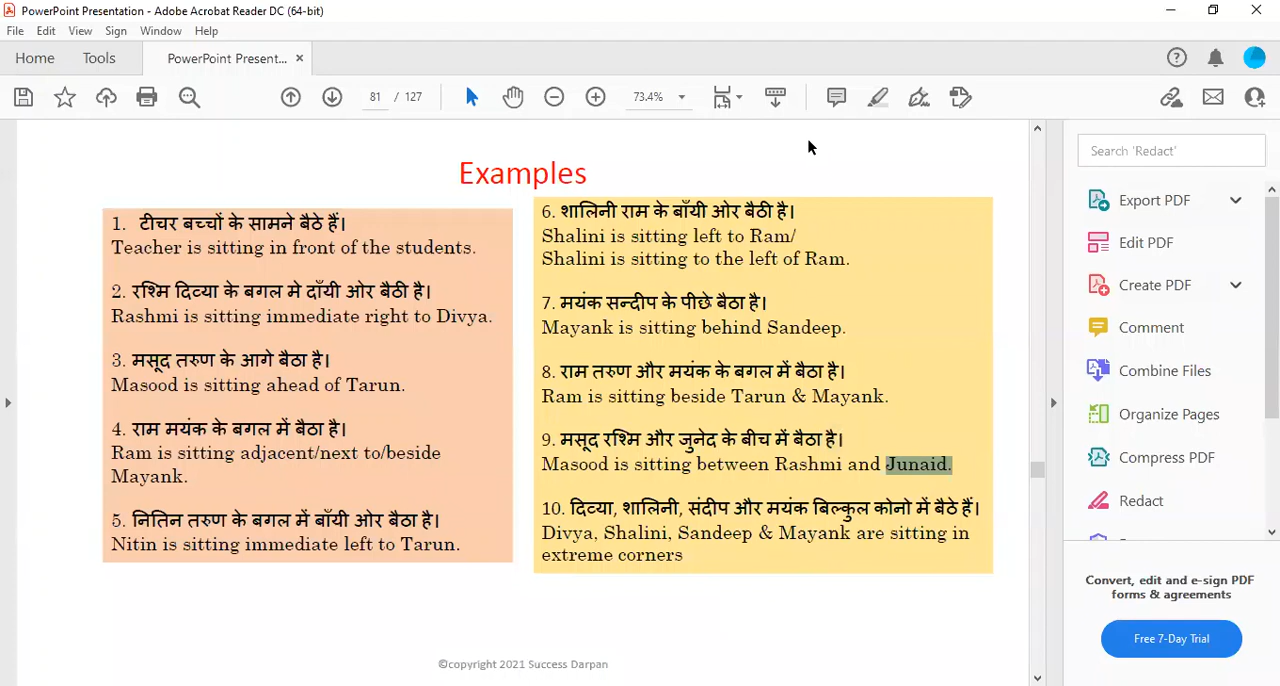 PowerPoint Presentation - Adobe Acrobat Reader DC (64-bit)
File Edit View Sign Window Help
Home Tools PowerPoint Present... ×
81 / 127 73.4%
Examples
1. टीचर बच्चों के सामने बैठे हैं।
Teacher is sitting in front of the students.
2. रश्मि दिव्या के बगल मे दाँयी ओर बैठी है।
Rashmi is sitting immediate right to Divya.
3. मसूद तरुण के आगे बैठा है।
Masood is sitting ahead of Tarun.
4. राम मयंक के बगल में बैठा है।
Ram is sitting adjacent/next to/beside
Mayank.
5. नितिन तरुण के बगल में बाँयी ओर बैठा है।
Nitin is sitting immediate left to Tarun.
6. शालिनी राम के बाँयी ओर बैठी है।
Shalini is sitting left to Ram/
Shalini is sitting to the left of Ram.
7. मयंक सन्दीप के पीछे बैठा है।
Mayank is sitting behind Sandeep.
8. राम तरुण और मयंक के बगल में बैठा है।
Ram is sitting beside Tarun & Mayank.
9. मसूद रश्मि और जुनेद के बीच में बैठा है।
Masood is sitting between Rashmi and Junaid.
10. दिव्या, शालिनी, संदीप और मयंक बिल्कुल कोनो में बैठे हैं।
Divya, Shalini, Sandeep & Mayank are sitting in
extreme corners
©copyright 2021 Success Darpan
Search 'Redact'
Export PDF
Edit PDF
Create PDF
Comment
Combine Files
Organize Pages
Compress PDF
Redact
Convert, edit and e-sign PDF
forms & agreements
Free 7-Day Trial